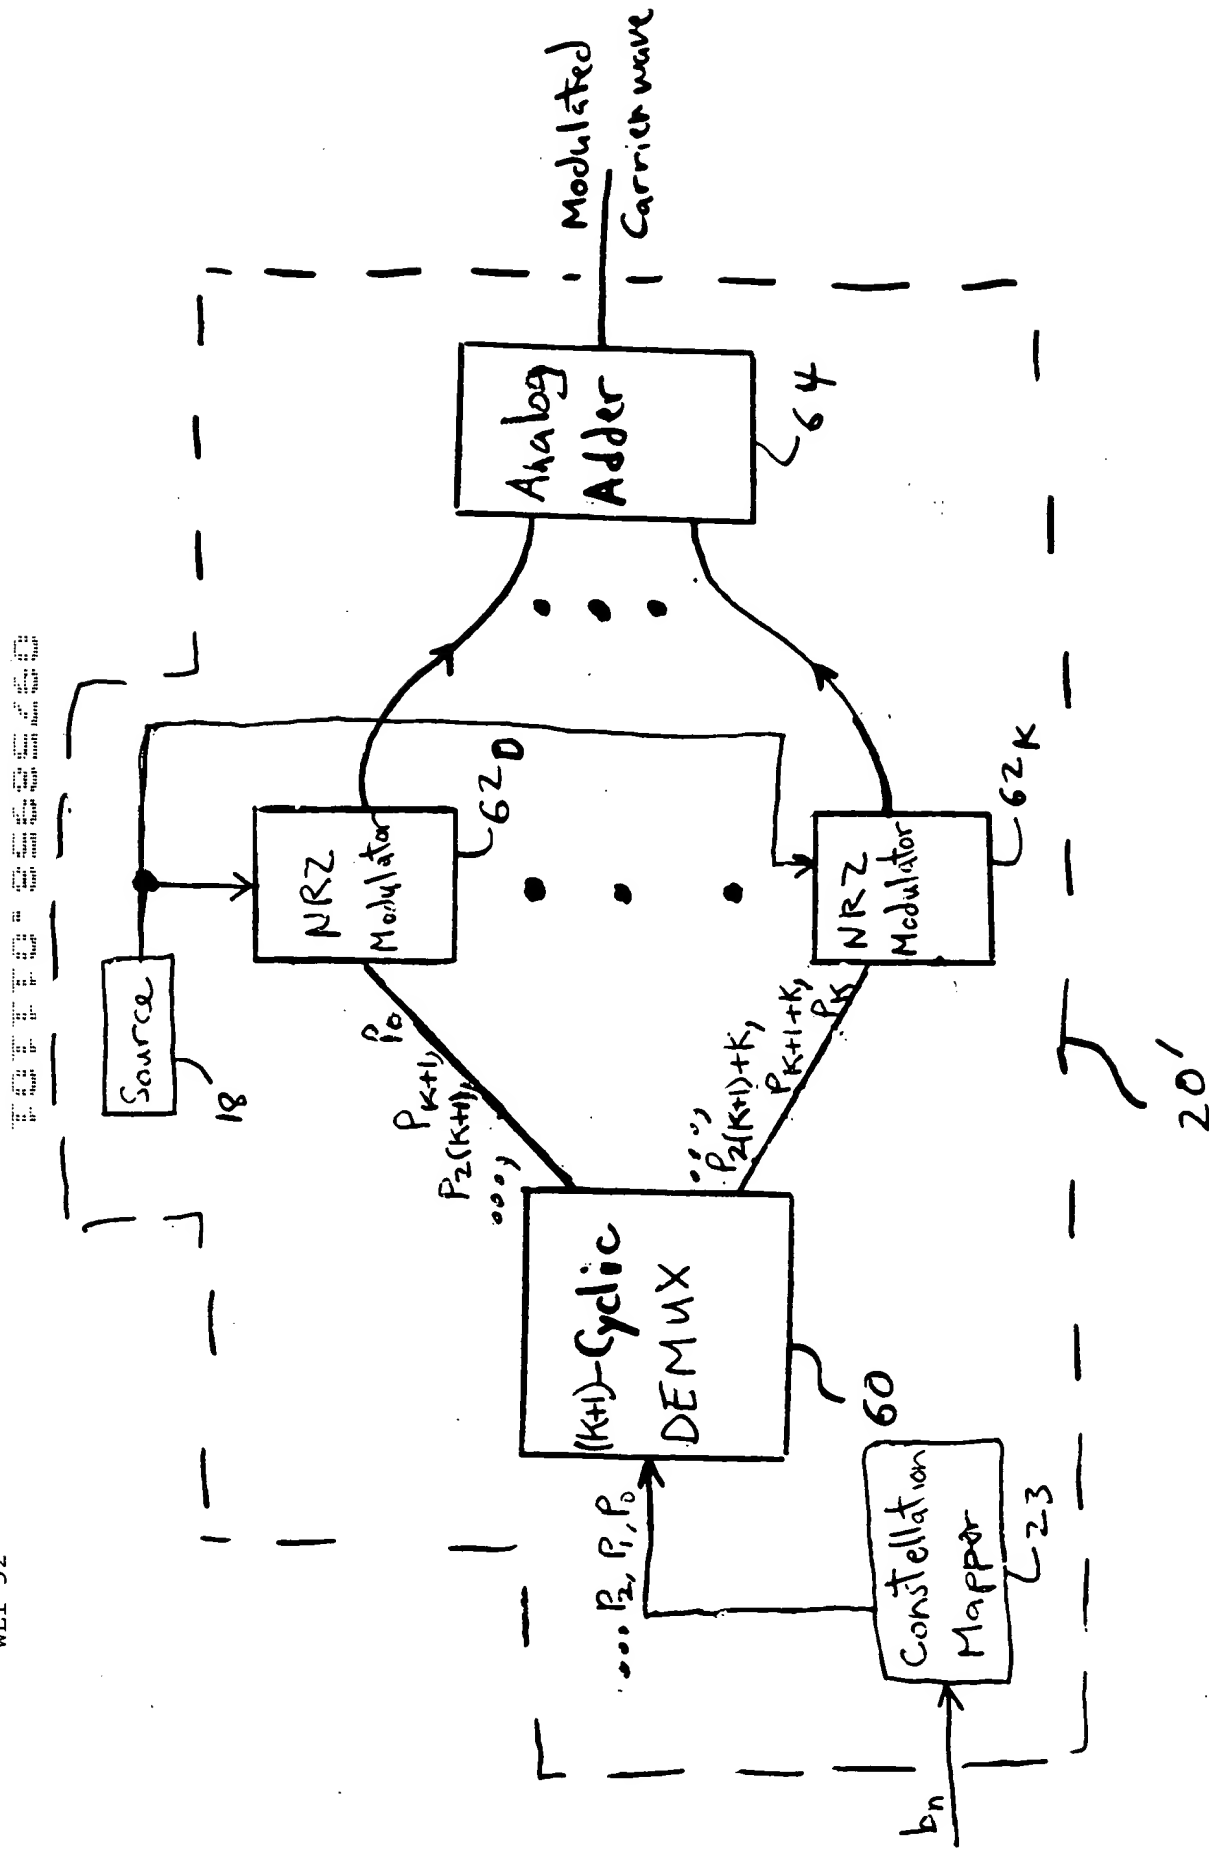 Source
18
NRZ
Modulator
62 0
Analog
Adder
64
Modulated
Carrier wave
P0
PK+1,
P2(K+1),
...,
(K+1)-Cyclic
DEMUX
60
...,
P2(K+1)+K,
PK+1+K,
PK
NRZ
Modulator
62 K
...P2, P1, P0
Constellation
Mapper
23
bn
20'